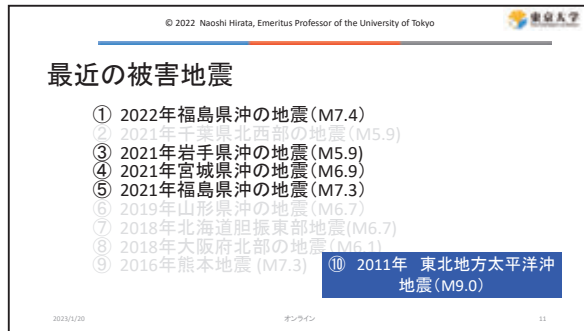 © 2022 Naoshi Hirata, Emeritus Professor of the University of Tokyo
東京大学
最近の被害地震
① 2022年福島県沖の地震(M7.4)
② 2021年千葉県北西部の地震(M5.9)
③ 2021年岩手県沖の地震(M5.9)
④ 2021年宮城県沖の地震(M6.9)
⑤ 2021年福島県沖の地震(M7.3)
⑥ 2019年山形県沖の地震(M6.7)
⑦ 2018年北海道胆振東部地震(M6.7)
⑧ 2018年大阪府北部の地震(M6.1)
⑨ 2016年熊本地震 (M7.3)
⑩ 2011年 東北地方太平洋沖
地震(M9.0)
2023/1/20
オンライン
11